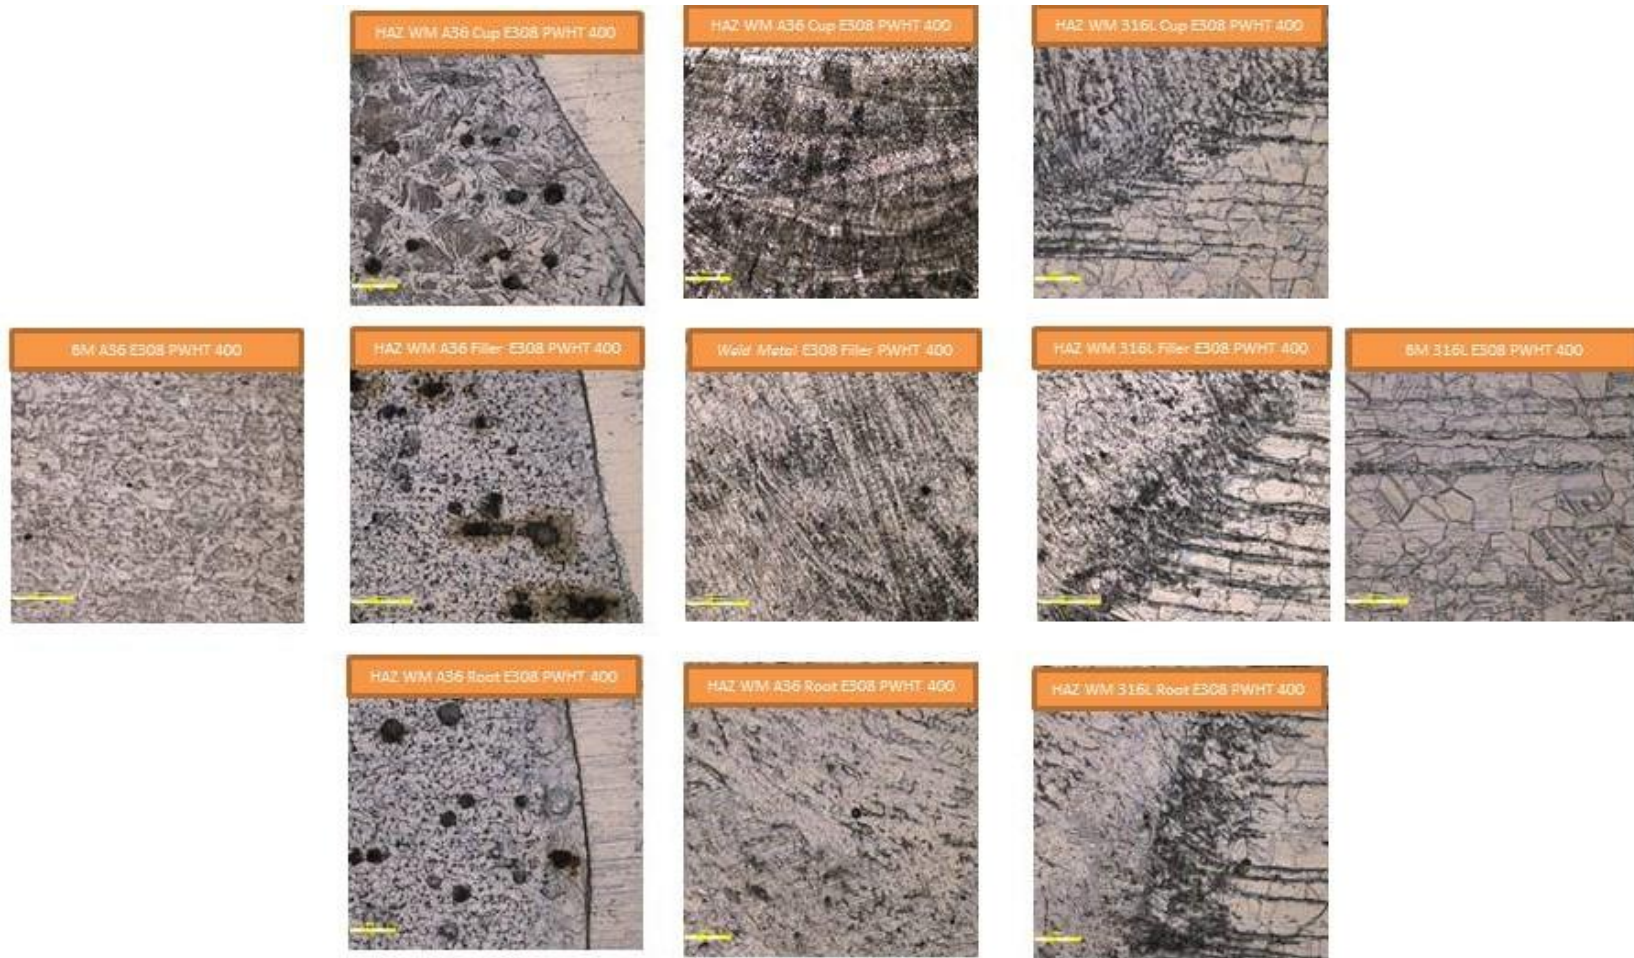 HAZ WM A36 Cup E308 PWHT 400
HAZ WM A36 Cup E308 PWHT 400
HAZ WM 316L Cup E308 PWHT 400
BM A36 E308 PWHT 400
HAZ WM A36 Filler E308 PWHT 400
Weld Metal E308 Filler PWHT 400
HAZ WM 316L Filler E308 PWHT 400
BM 316L E308 PWHT 400
HAZ WM A36 Root E308 PWHT 400
HAZ WM A36 Root E308 PWHT 400
HAZ WM 316L Root E308 PWHT 400